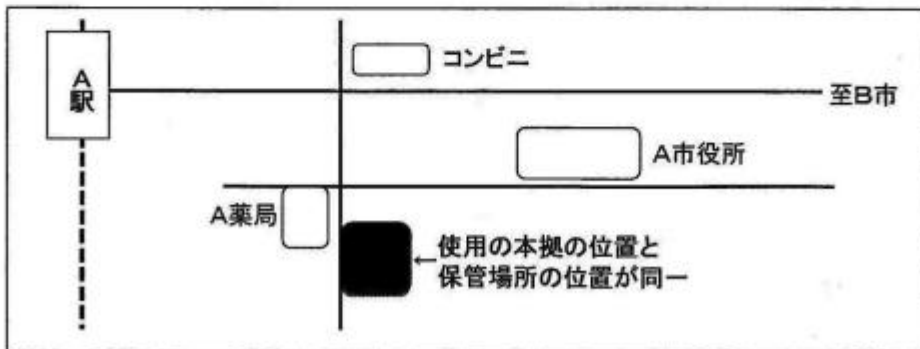 コンビニ
A駅
至B市
A市役所
A薬局
←使用の本拠の位置と
保管場所の位置が同一